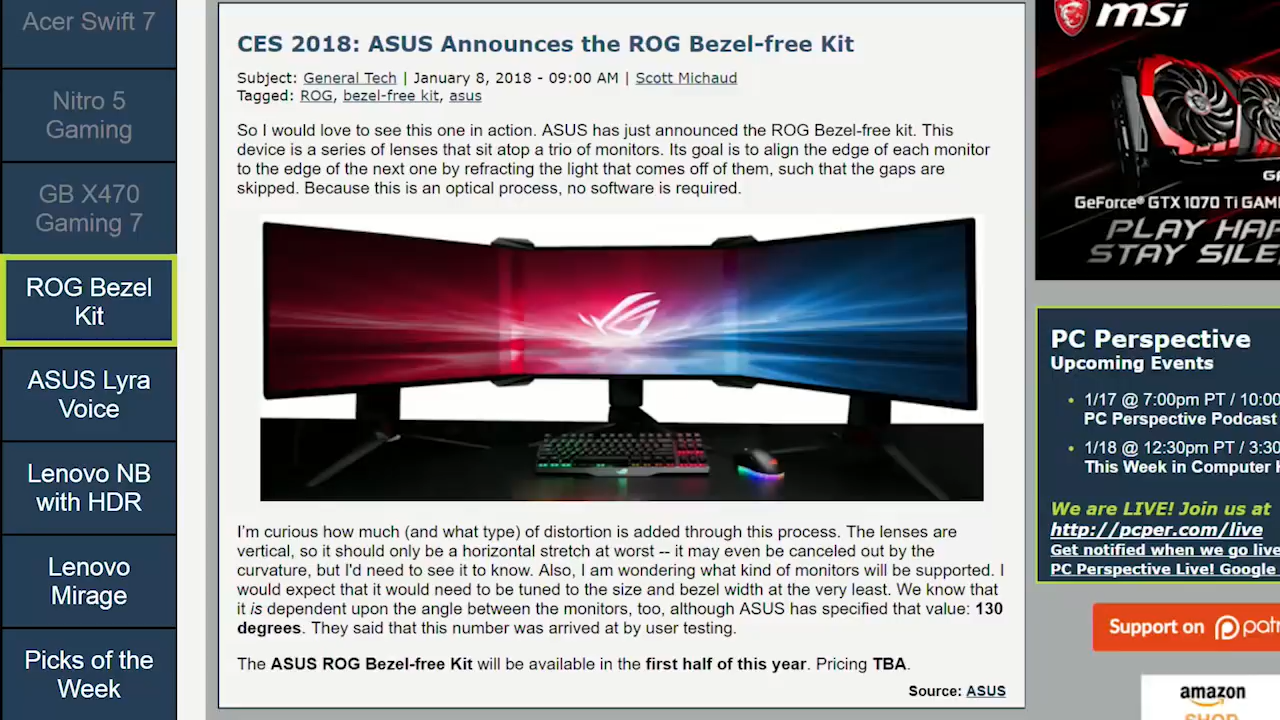 Acer Swift 7
Nitro 5
Gaming
GB X470
Gaming 7
ROG Bezel
Kit
ASUS Lyra
Voice
Lenovo NB
with HDR
Lenovo
Mirage
Picks of the
Week
CES 2018: ASUS Announces the ROG Bezel-free Kit
Subject: General Tech | January 8, 2018 - 09:00 AM | Scott Michaud
Tagged: ROG, bezel-free kit, asus
So I would love to see this one in action. ASUS has just announced the ROG Bezel-free kit. This
device is a series of lenses that sit atop a trio of monitors. Its goal is to align the edge of each monitor
to the edge of the next one by refracting the light that comes off of them, such that the gaps are
skipped. Because this is an optical process, no software is required.
I'm curious how much (and what type) of distortion is added through this process. The lenses are
vertical, so it should only be a horizontal stretch at worst -- it may even be canceled out by the
curvature, but I'd need to see it to know. Also, I am wondering what kind of monitors will be supported. I
would expect that it would need to be tuned to the size and bezel width at the very least. We know that
it is dependent upon the angle between the monitors, too, although ASUS has specified that value: 130
degrees. They said that this number was arrived at by user testing.
The ASUS ROG Bezel-free Kit will be available in the first half of this year. Pricing TBA.
Source: ASUS
msi
GeForce® GTX 1070 Ti GAMI
PLAY HAR
STAY SILE
PC Perspective
Upcoming Events
• 1/17 @ 7:00pm PT / 10:00
PC Perspective Podcast
• 1/18 @ 12:30pm PT / 3:30
This Week in Computer H
We are LIVE! Join us at
http://pcper.com/live
Get notified when we go live
PC Perspective Live! Google
Support on patr
amazon
SHOP